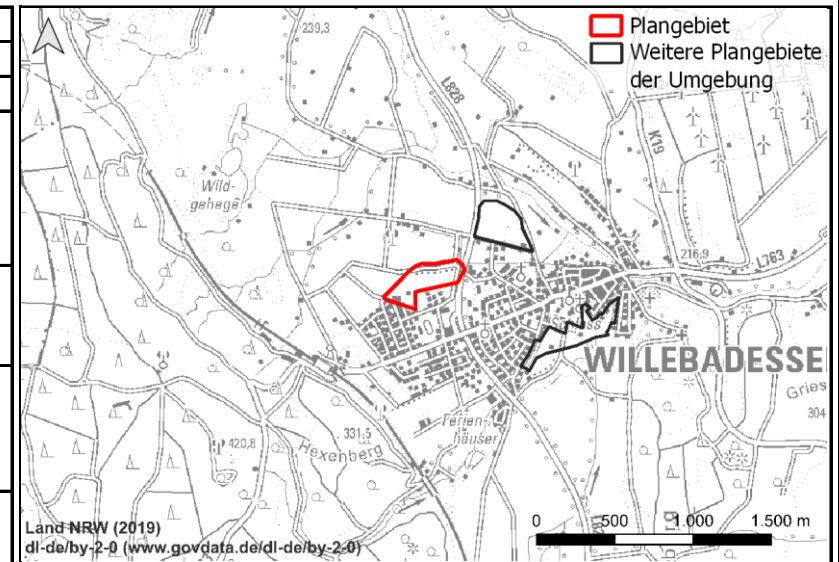 239,3
Plangebiet
Weitere Plangebiete
der Umgebung
L828
K19
Wild-
gehege
216,9
L763
WILLEBADESSE
Gries
304
Ferien-
häuser
331,5
Hexenberg
420,8
Land NRW (2019)
dl-de/by-2-0 (www.govdata.de/dl-de/by-2-0)
0 500 1.000 1.500 m